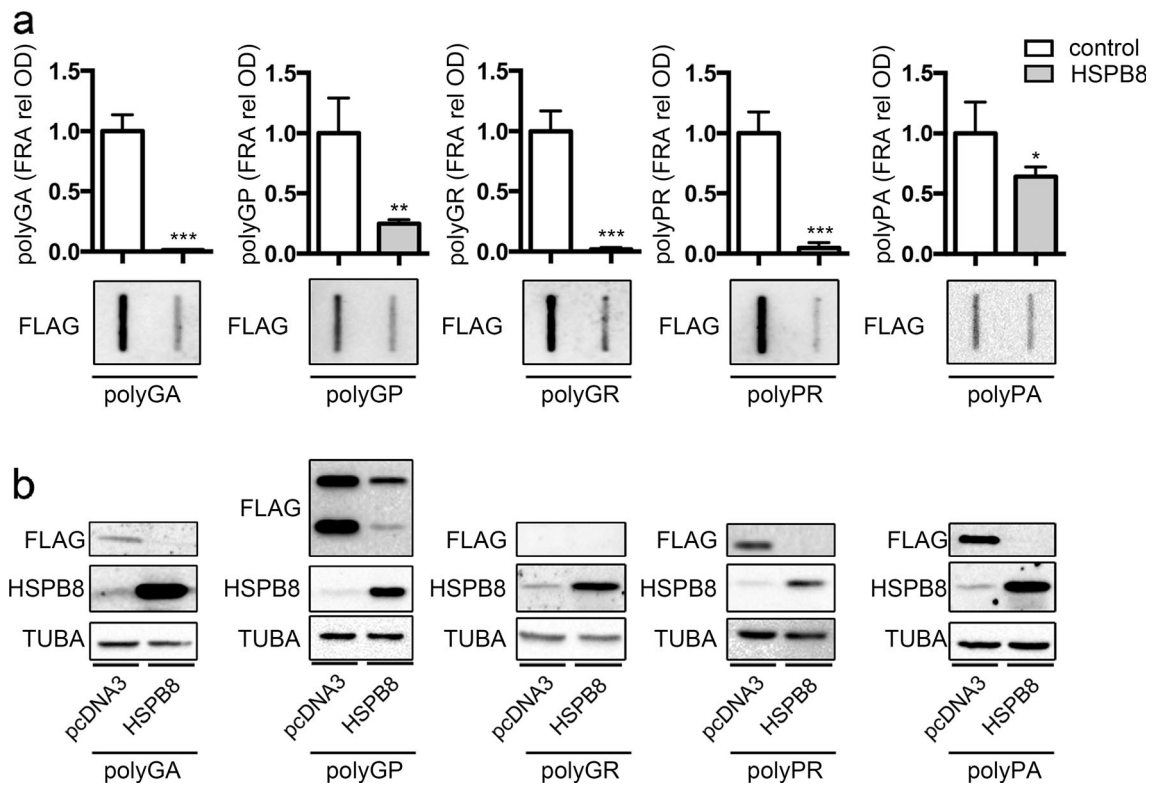 a
control
HSPB8
polyGA (FRA rel OD)
1.5
1.0
0.5
0.0
***
polyGP (FRA rel OD)
1.5
1.0
0.5
0.0
**
polyGR (FRA rel OD)
1.5
1.0
0.5
0.0
***
polyPR (FRA rel OD)
1.5
1.0
0.5
0.0
***
polyPA (FRA rel OD)
1.5
1.0
0.5
0.0
*
FLAG
FLAG
FLAG
FLAG
FLAG
polyGA
polyGP
polyGR
polyPR
polyPA
b
FLAG
HSPB8
TUBA
pcDNA3
HSPB8
polyGA
FLAG
HSPB8
TUBA
pcDNA3
HSPB8
polyGP
FLAG
HSPB8
TUBA
pcDNA3
HSPB8
polyGR
FLAG
HSPB8
TUBA
pcDNA3
HSPB8
polyPR
FLAG
HSPB8
TUBA
pcDNA3
HSPB8
polyPA